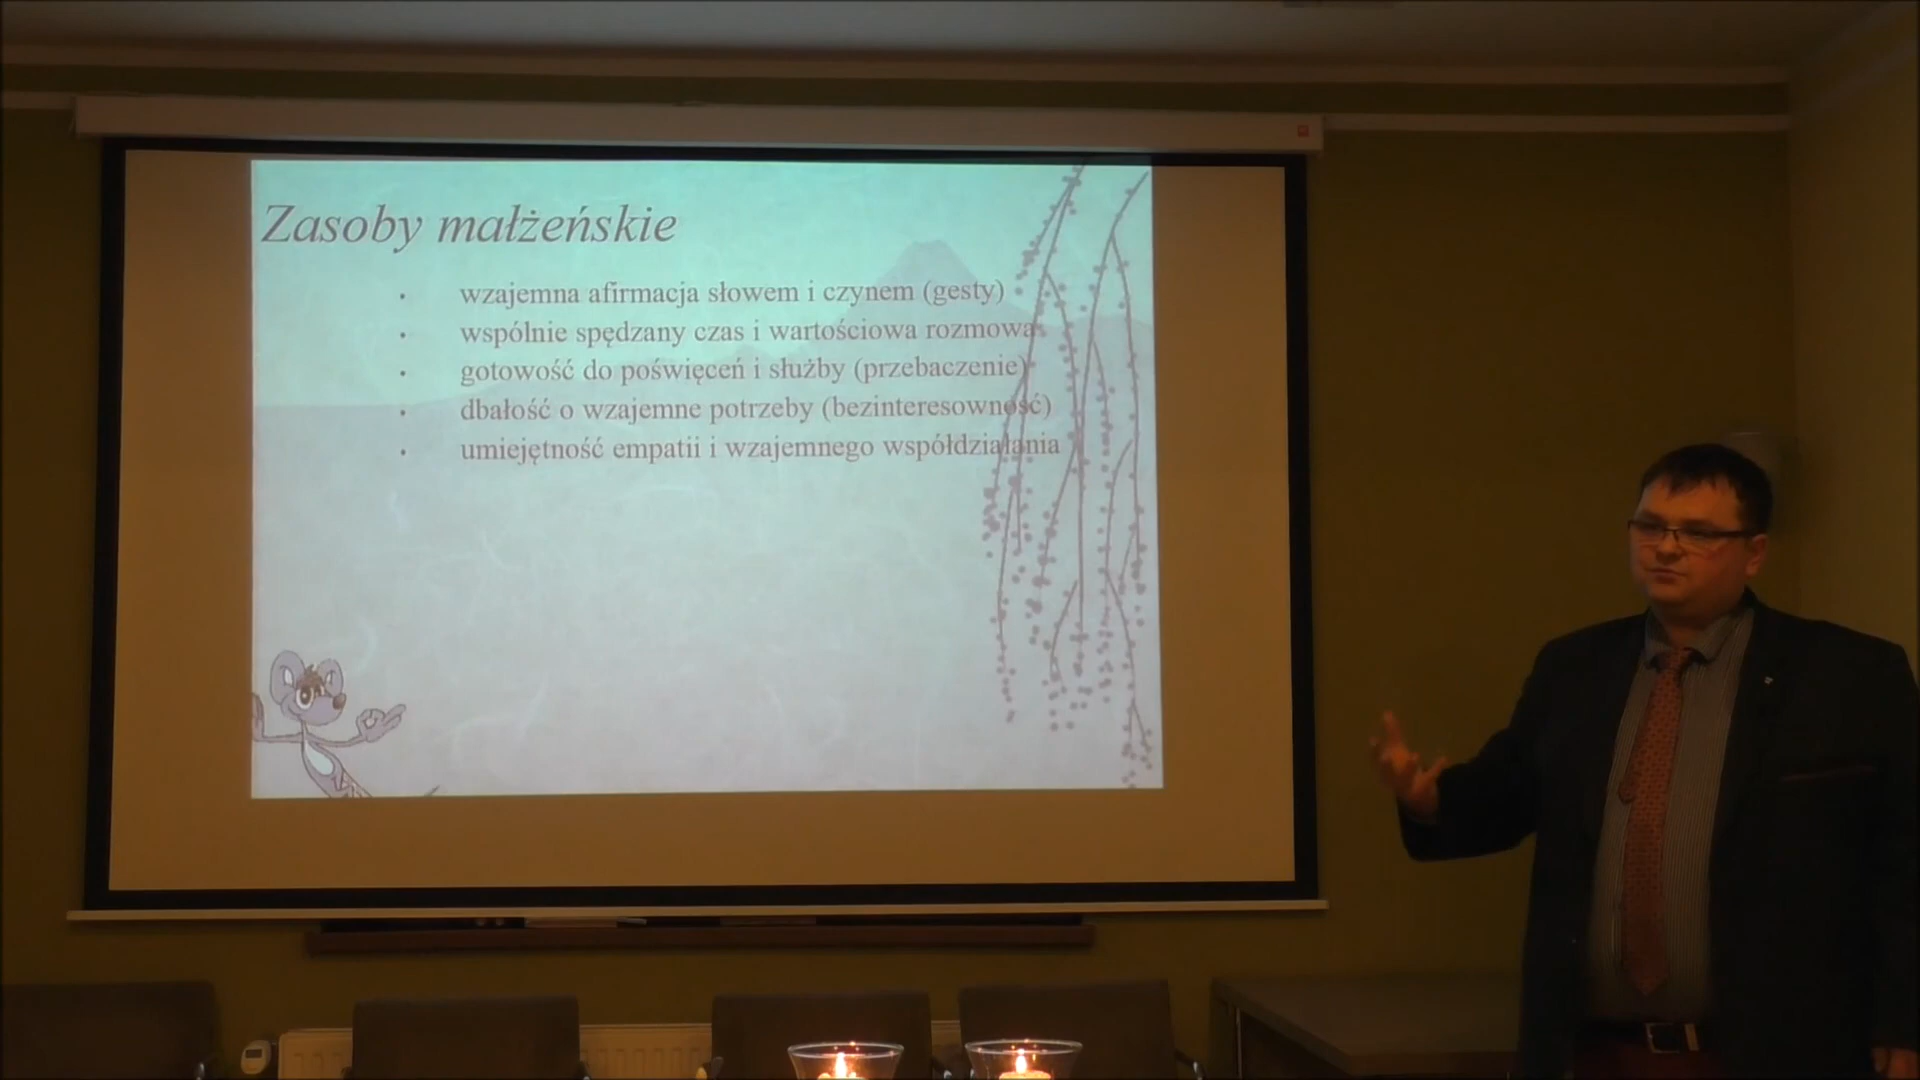 Zasoby małżeńskie
• wzajemna afirmacja słowem i czynem (gesty)
• wspólnie spędzany czas i wartościowa rozmowa
• gotowość do poświęceń i służby (przebaczenie)
• dbałość o wzajemne potrzeby (bezinteresowność)
• umiejętność empatii i wzajemnego współdziałania